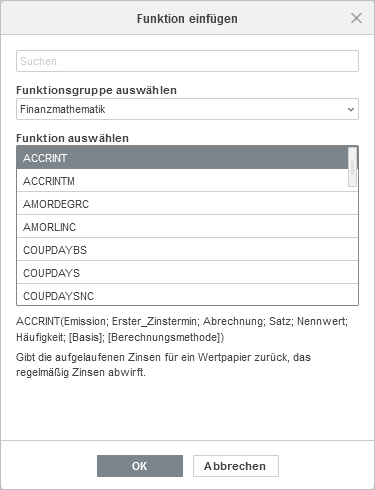 Funktion einfügen
Suchen
Funktionsgruppe auswählen
Finanzmathematik
Funktion auswählen
ACCRINT
ACCRINTM
AMORDEGRC
AMORLINC
COUPDAYBS
COUPDAYS
COUPDAYSNC
ACCRINT(Emission; Erster_Zinstermin; Abrechnung; Satz; Nennwert;
Häufigkeit; [Basis]; [Berechnungsmethode])
Gibt die aufgelaufenen Zinsen für ein Wertpapier zurück, das
regelmäßig Zinsen abwirft.
OK
Abbrechen